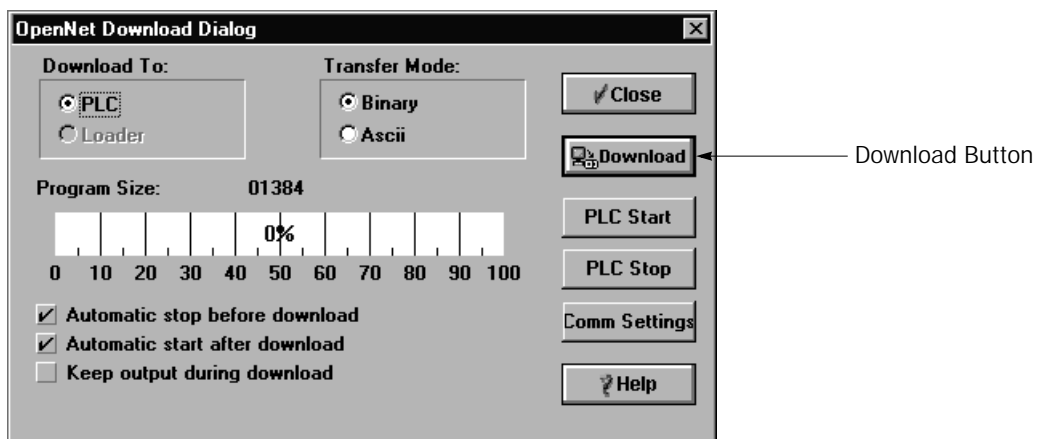 OpenNet Download Dialog
Download To:
PLC
Loader
Transfer Mode:
Binary
Ascii
Close
Download
Download Button
Program Size: 01384
0%
0 10 20 30 40 50 60 70 80 90 100
PLC Start
PLC Stop
Comm Settings
Help
Automatic stop before download
Automatic start after download
Keep output during download